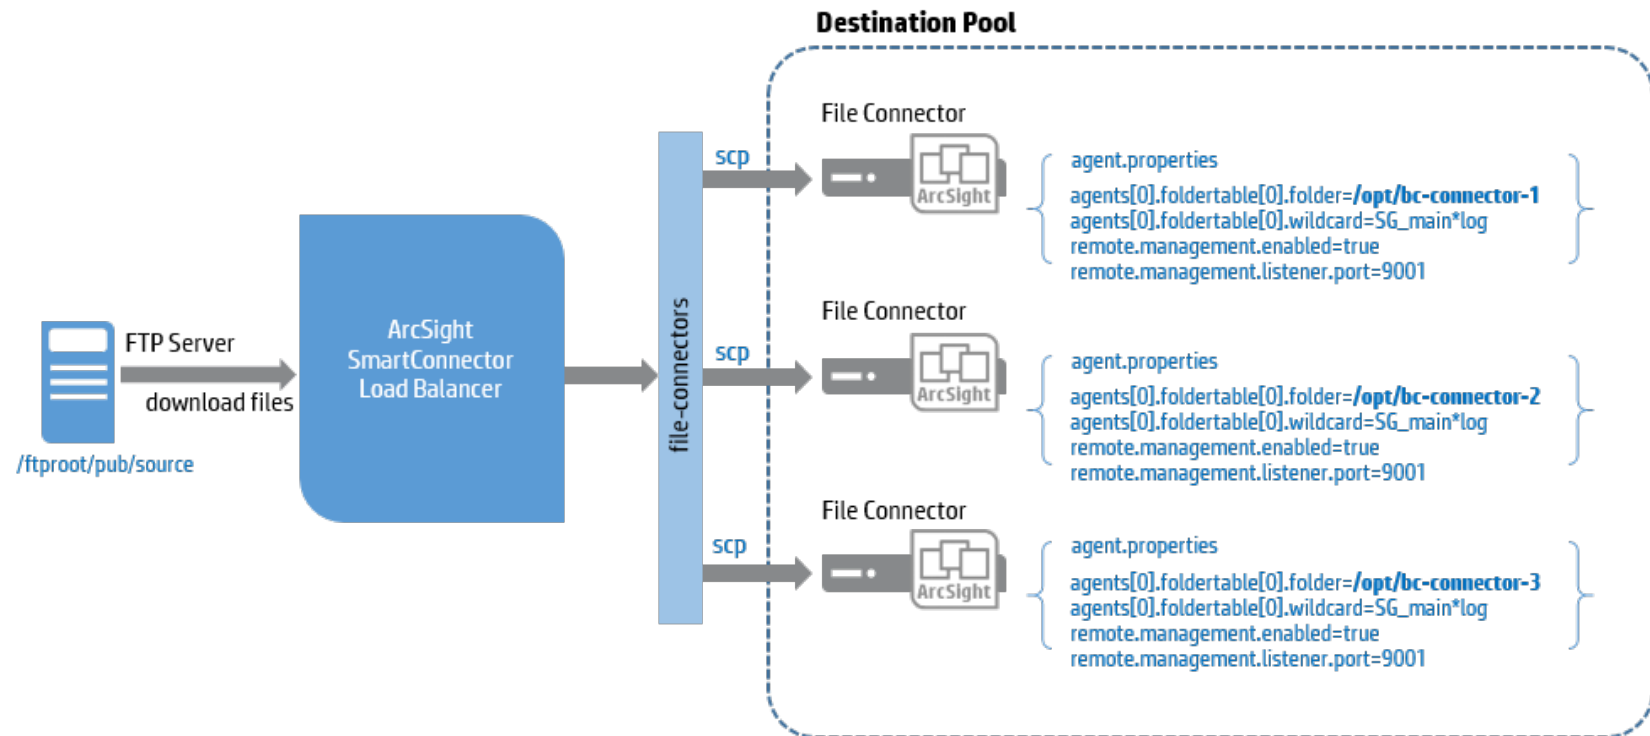 Destination Pool
FTP Server
download files
/ftproot/pub/source
ArcSight
SmartConnector
Load Balancer
file-connectors
scp
File Connector
ArcSight
agent.properties
agents[0].foldertable[0].folder=/opt/bc-connector-1
agents[0].foldertable[0].wildcard=SG_main*log
remote.management.enabled=true
remote.management.listener.port=9001
scp
File Connector
ArcSight
agent.properties
agents[0].foldertable[0].folder=/opt/bc-connector-2
agents[0].foldertable[0].wildcard=SG_main*log
remote.management.enabled=true
remote.management.listener.port=9001
scp
File Connector
ArcSight
agent.properties
agents[0].foldertable[0].folder=/opt/bc-connector-3
agents[0].foldertable[0].wildcard=SG_main*log
remote.management.enabled=true
remote.management.listener.port=9001